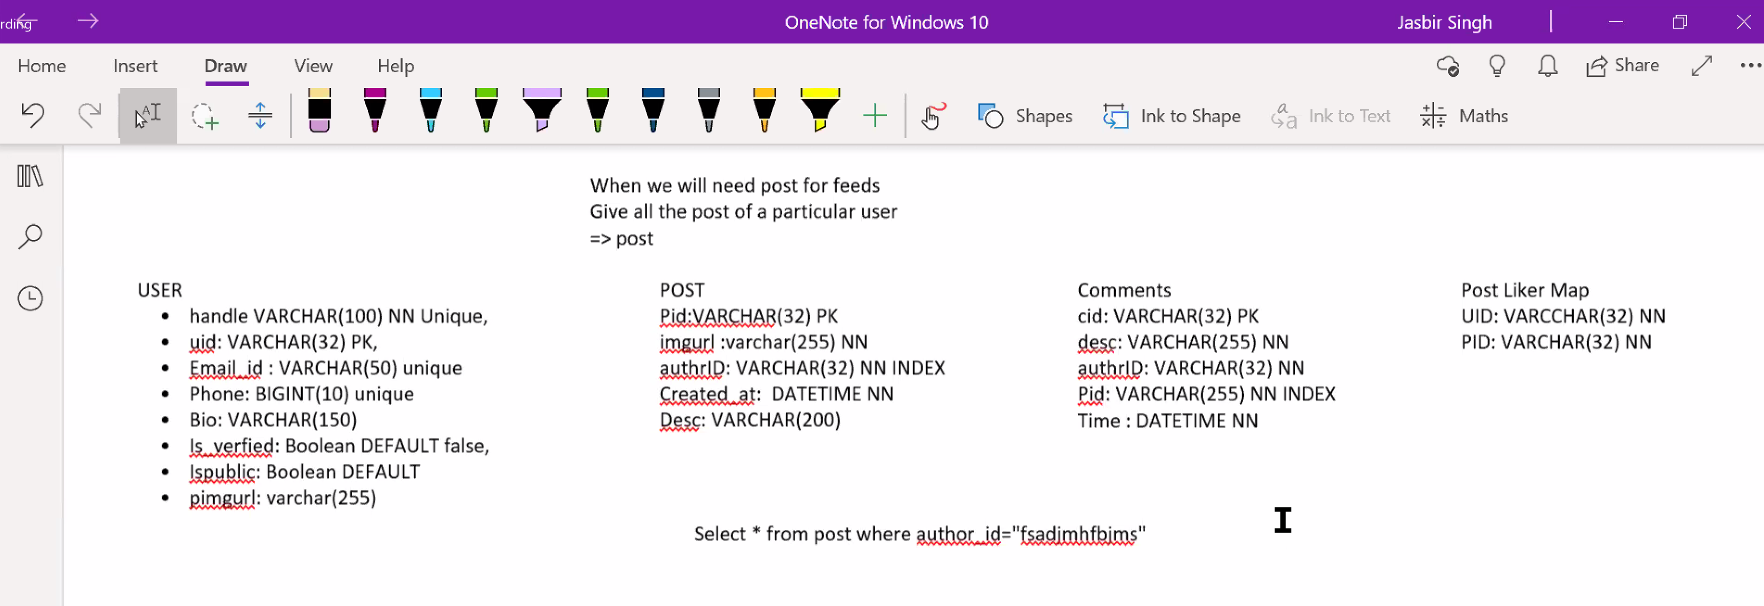 rding
OneNote for Windows 10
Jasbir Singh
Home Insert Draw View Help
Share
Shapes Ink to Shape Ink to Text Maths
When we will need post for feeds
Give all the post of a particular user
=> post
USER
• handle VARCHAR(100) NN Unique,
• uid: VARCHAR(32) PK,
• Email_id : VARCHAR(50) unique
• Phone: BIGINT(10) unique
• Bio: VARCHAR(150)
• Is_verfied: Boolean DEFAULT false,
• Ispublic: Boolean DEFAULT
• pimgurl: varchar(255)
POST
Pid:VARCHAR(32) PK
imgurl :varchar(255) NN
authrID: VARCHAR(32) NN INDEX
Created_at: DATETIME NN
Desc: VARCHAR(200)
Comments
cid: VARCHAR(32) PK
desc: VARCHAR(255) NN
authrID: VARCHAR(32) NN
Pid: VARCHAR(255) NN INDEX
Time : DATETIME NN
Post Liker Map
UID: VARCCHAR(32) NN
PID: VARCHAR(32) NN
Select * from post where author_id="fsadjmhfbjms"